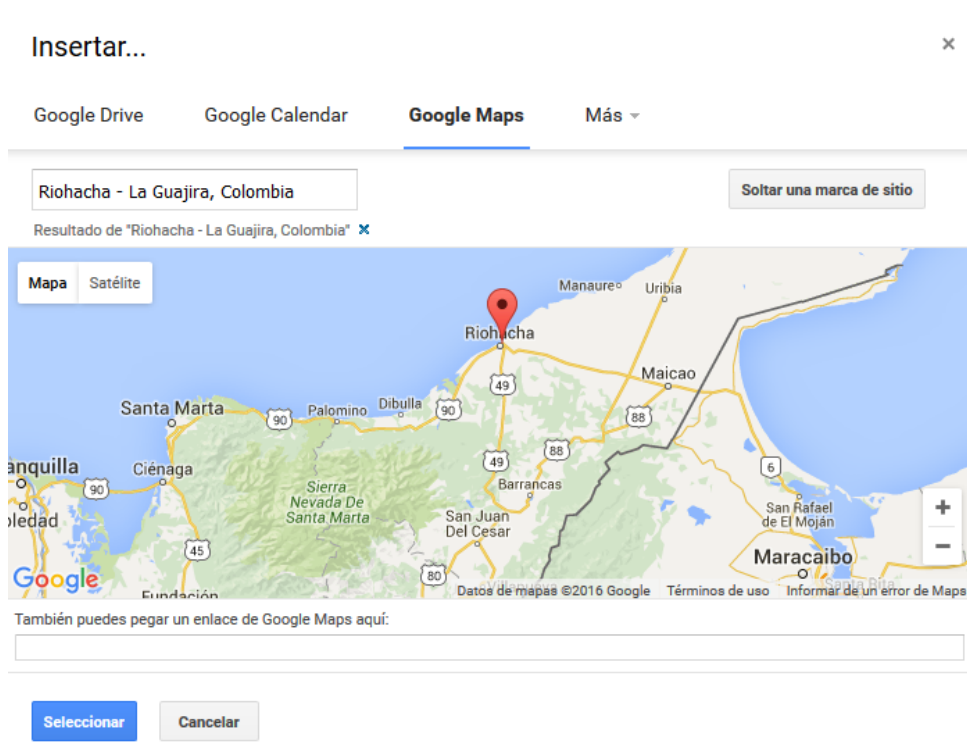 Insertar... ×
Google Drive Google Calendar Google Maps Más
Riohacha - La Guajira, Colombia
Soltar una marca de sitio
Resultado de "Riohacha - La Guajira, Colombia" ×
Mapa Satélite
Manaure
Uribia
Riohacha
Maicao
49
Santa Marta
90
Palomino
Dibulla
90
88
88
anquilla
Ciénaga
90
49
6
Barrancas
Sierra
Nevada De
Santa Marta
oledad
San Juan
Del Cesar
San Rafael
de El Moján
+
−
45
Maracaibo
80
Google
Fundación
Villanueva
Santa Rita
Datos de mapas ©2016 Google Términos de uso Informar de un error de Maps
También puedes pegar un enlace de Google Maps aquí:
Seleccionar Cancelar